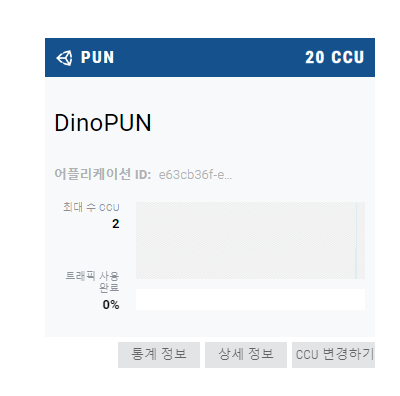 PUN 20 CCU
DinoPUN
어플리케이션 ID: e63cb36f-e...
최대 수 CCU
2
트래픽 사용
완료
0%
통계 정보 상세 정보 CCU 변경하기